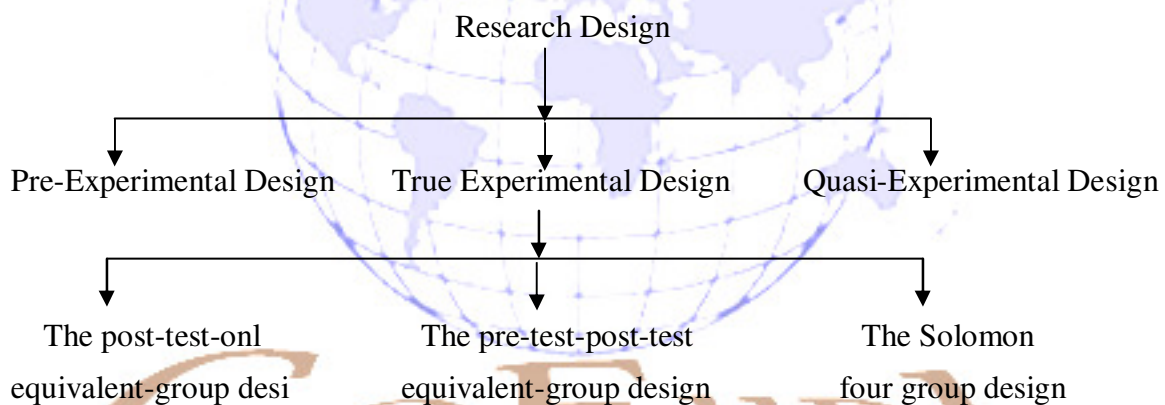 Research Design
Pre-Experimental Design True Experimental Design Quasi-Experimental Design
The post-test-onl The pre-test-post-test The Solomon
equivalent-group desi equivalent-group design four group design